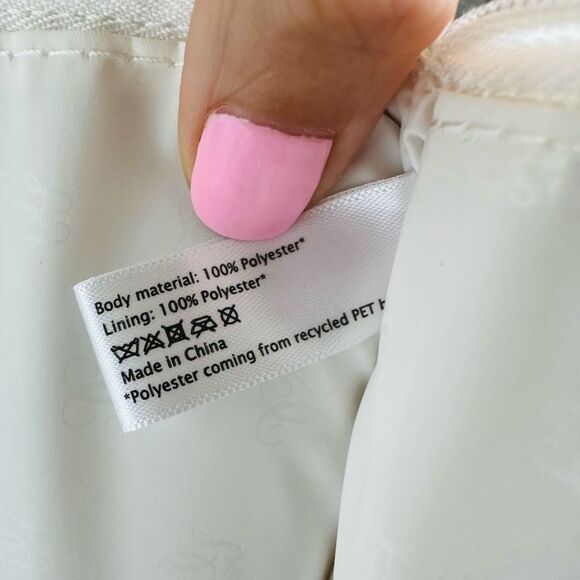 Body material: 100% Polyester*
Lining: 100% Polyester*
Made in China
*Polyester coming from recycled PET